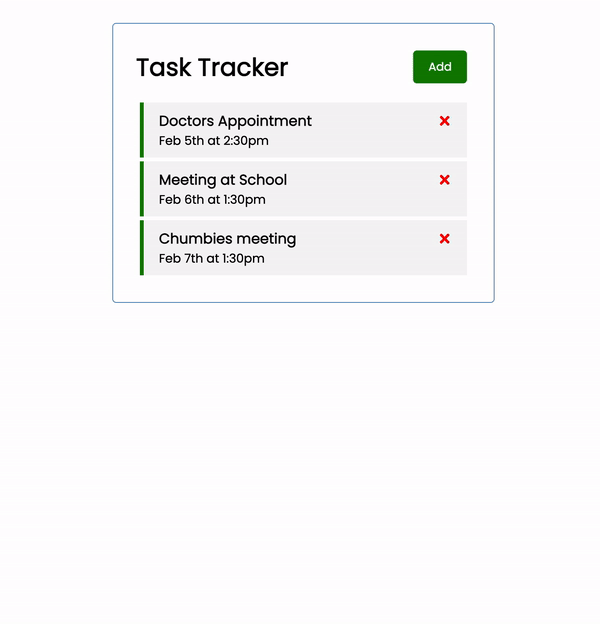 Task Tracker
Add
Doctors Appointment
Feb 5th at 2:30pm
Meeting at School
Feb 6th at 1:30pm
Chumbies meeting
Feb 7th at 1:30pm